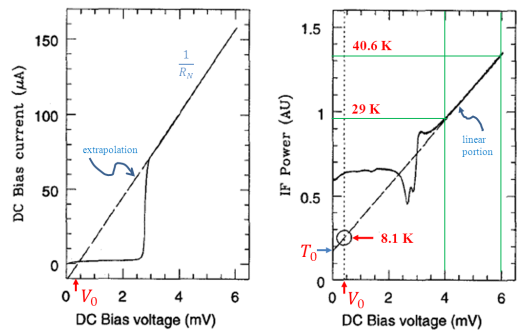 150
100
50
0
DC Bias current (μA)
1
R_N
extrapolation
0
2
4
6
V₀
DC Bias voltage (mV)
1.5
1
0.5
0
IF Power (AU)
40.6 K
29 K
linear
portion
8.1 K
T₀
0
2
4
6
V₀
DC Bias voltage (mV)